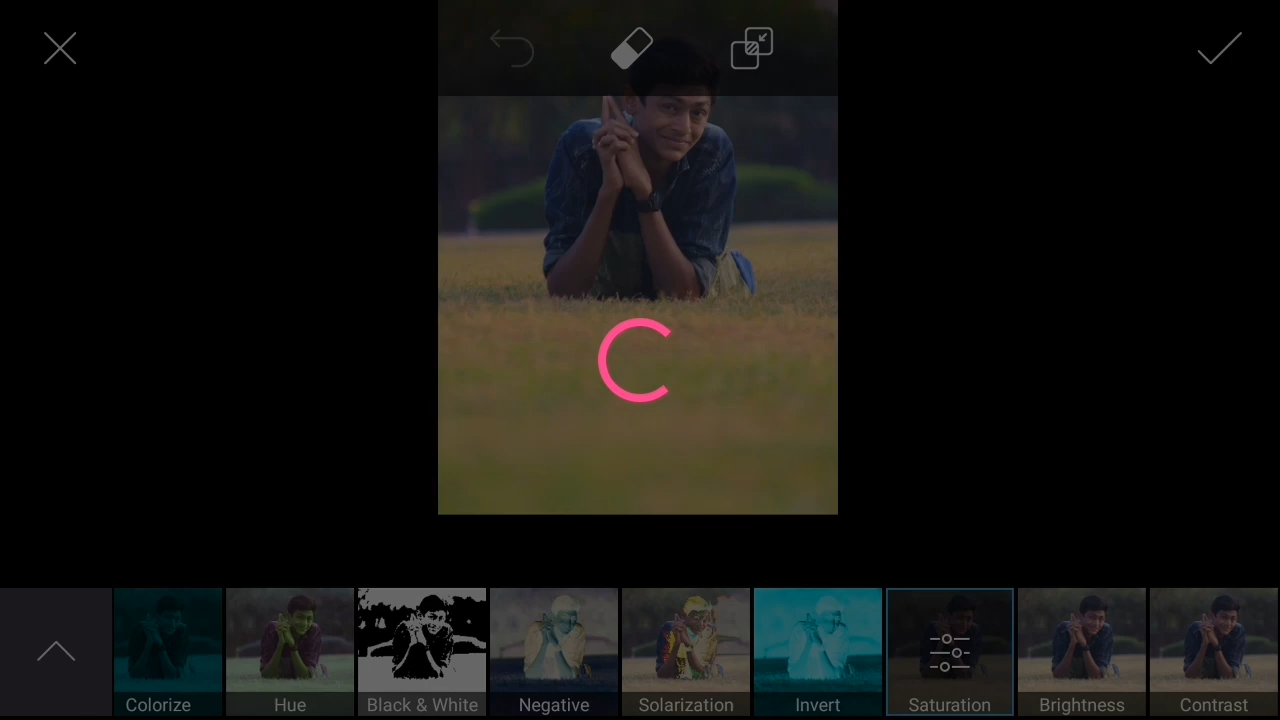 Colorize
Hue
Black & White
Negative
Solarization
Invert
Saturation
Brightness
Contrast